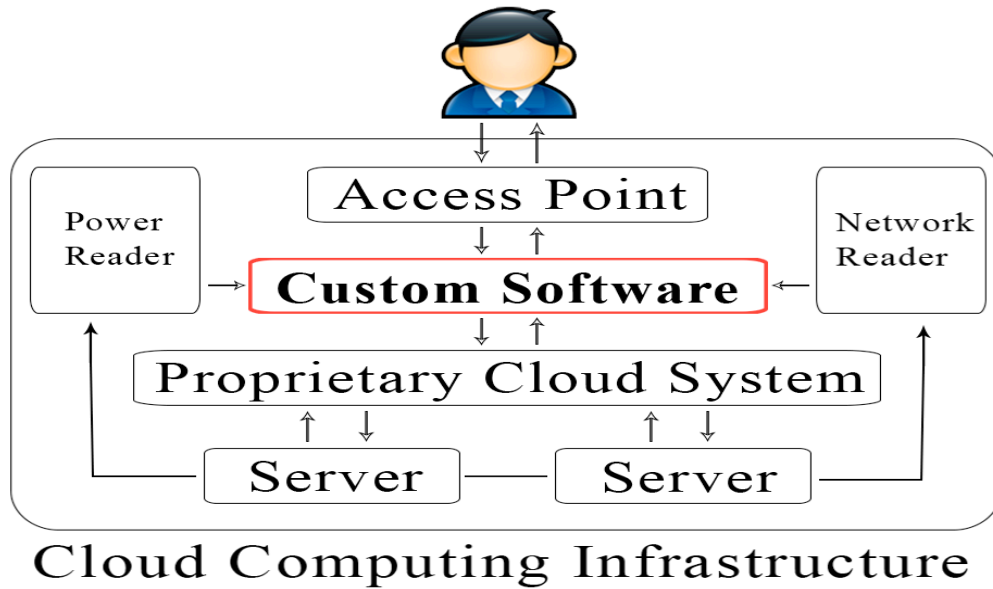 Access Point
Power
Reader
Network
Reader
Custom Software
Proprietary Cloud System
Server
Server
Cloud Computing Infrastructure